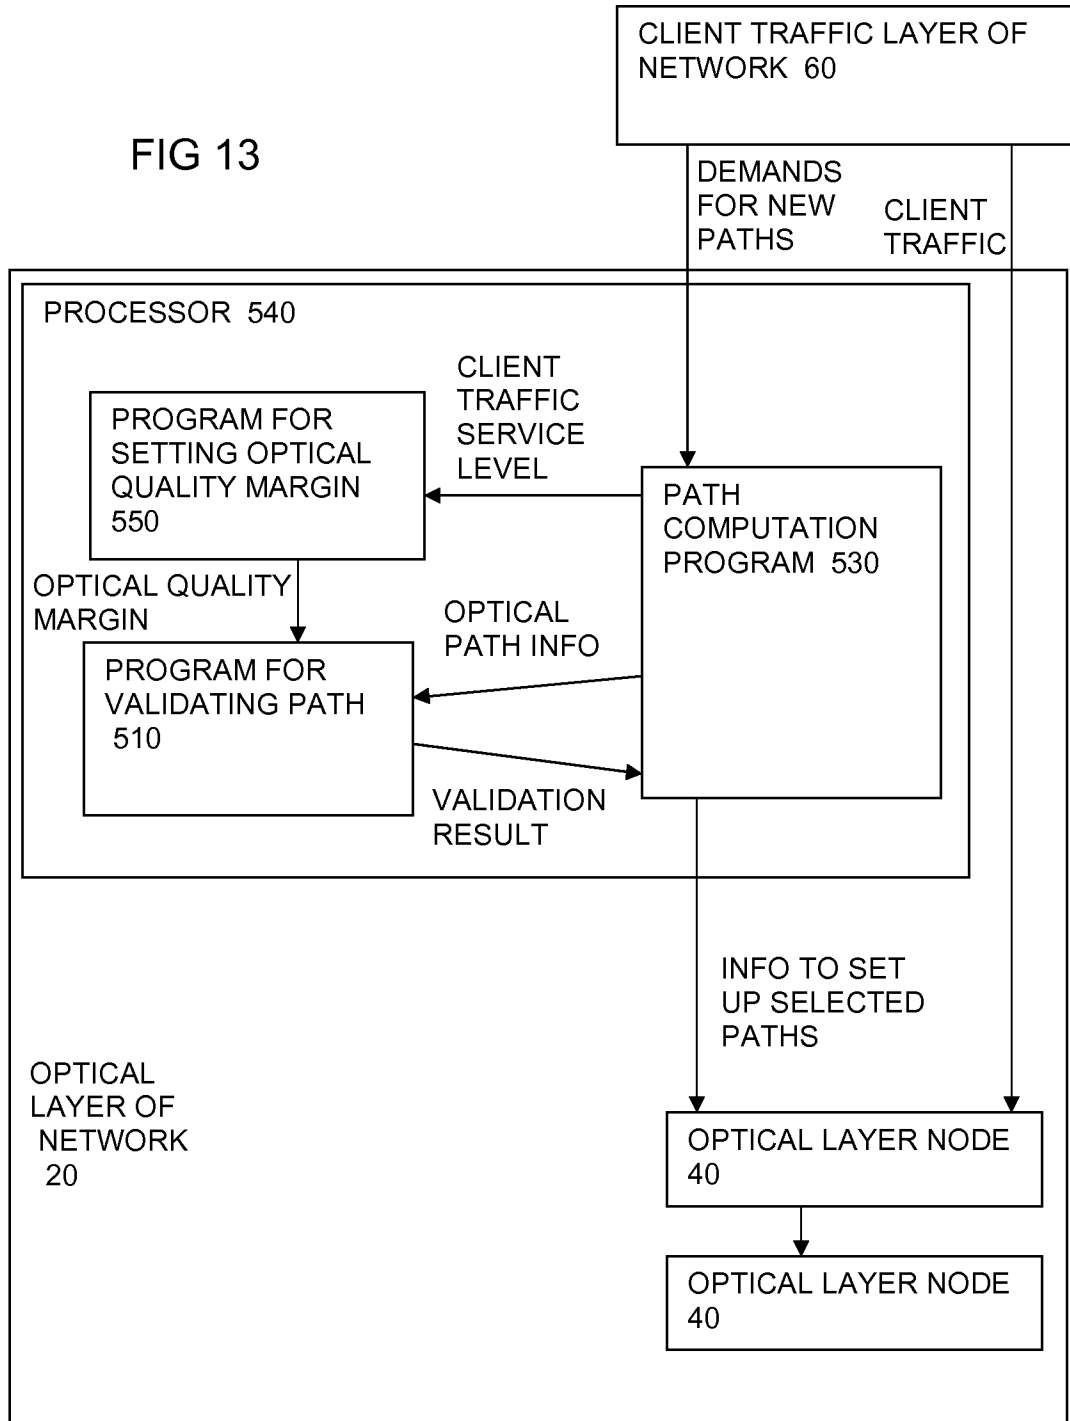 CLIENT TRAFFIC LAYER OF
NETWORK 60
FIG 13
DEMANDS
FOR NEW
PATHS
CLIENT
TRAFFIC
PROCESSOR 540
CLIENT
TRAFFIC
SERVICE
LEVEL
PROGRAM FOR
SETTING OPTICAL
QUALITY MARGIN
550
PATH
COMPUTATION
PROGRAM 530
OPTICAL QUALITY
MARGIN
OPTICAL
PATH INFO
PROGRAM FOR
VALIDATING PATH
510
VALIDATION
RESULT
INFO TO SET
UP SELECTED
PATHS
OPTICAL
LAYER OF
NETWORK
20
OPTICAL LAYER NODE
40
OPTICAL LAYER NODE
40